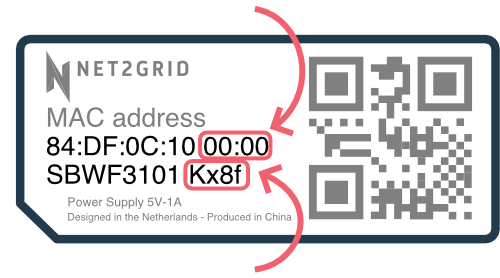 NET2GRID
MAC address
84:DF:0C:10 00:00
SBWF3101 Kx8f
Power Supply 5V-1A
Designed in the Netherlands - Produced in China